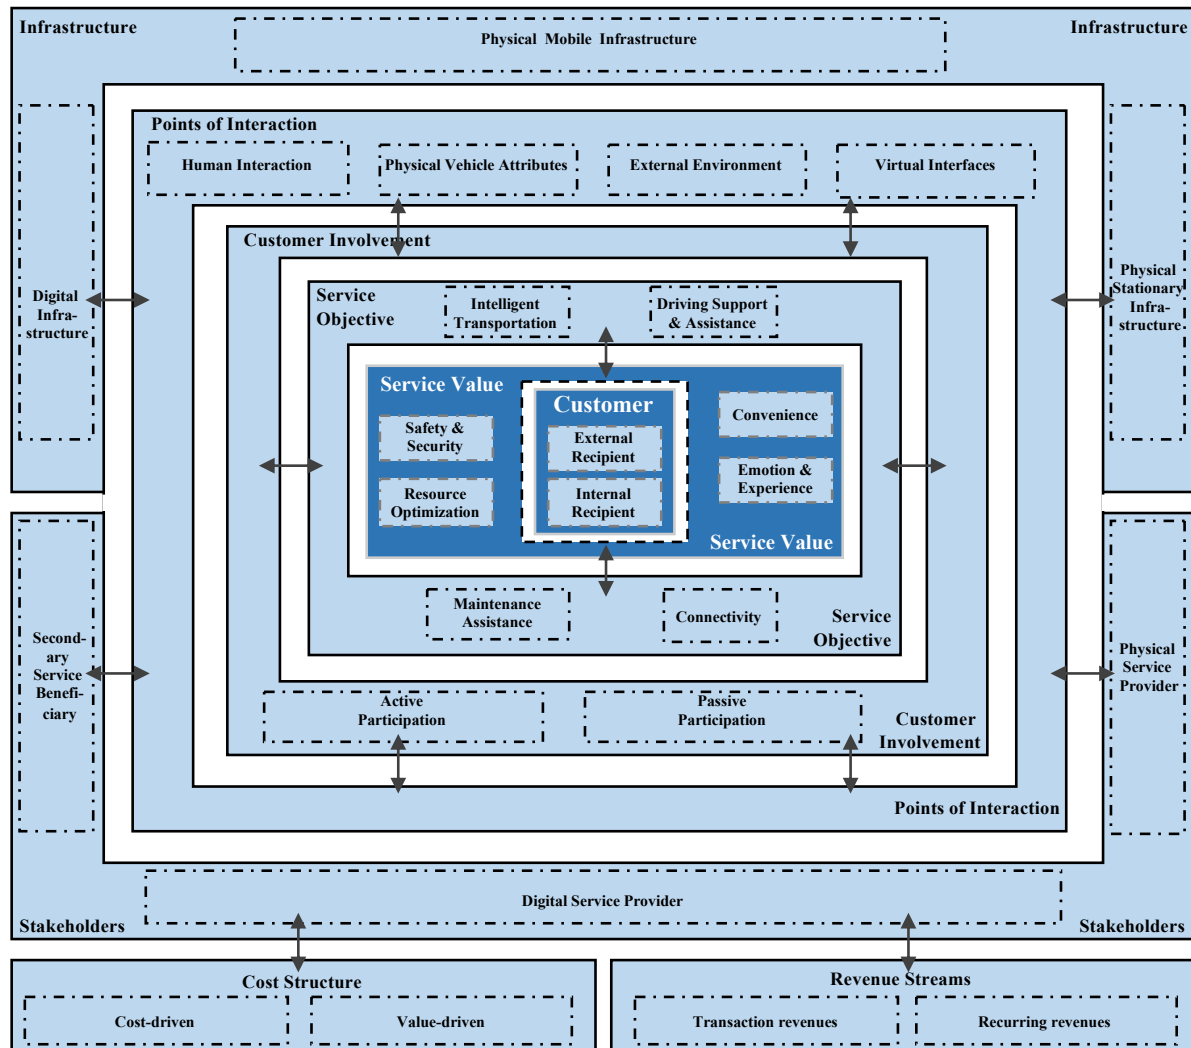 Infrastructure
Physical Mobile Infrastructure
Infrastructure
Points of Interaction
Human Interaction
Physical Vehicle Attributes
External Environment
Virtual Interfaces
Customer Involvement
Digital
Infra-
structure
Physical
Stationary
Infra-
structure
Service
Objective
Intelligent
Transportation
Driving Support
& Assistance
Service Value
Customer
Safety &
Security
External
Recipient
Convenience
Resource
Optimization
Internal
Recipient
Emotion &
Experience
Service Value
Maintenance
Assistance
Connectivity
Service
Objective
Second-
ary
Service
Benefi-
ciary
Physical
Service
Provider
Active
Participation
Passive
Participation
Customer
Involvement
Points of Interaction
Digital Service Provider
Stakeholders
Stakeholders
Cost Structure
Cost-driven
Value-driven
Revenue Streams
Transaction revenues
Recurring revenues